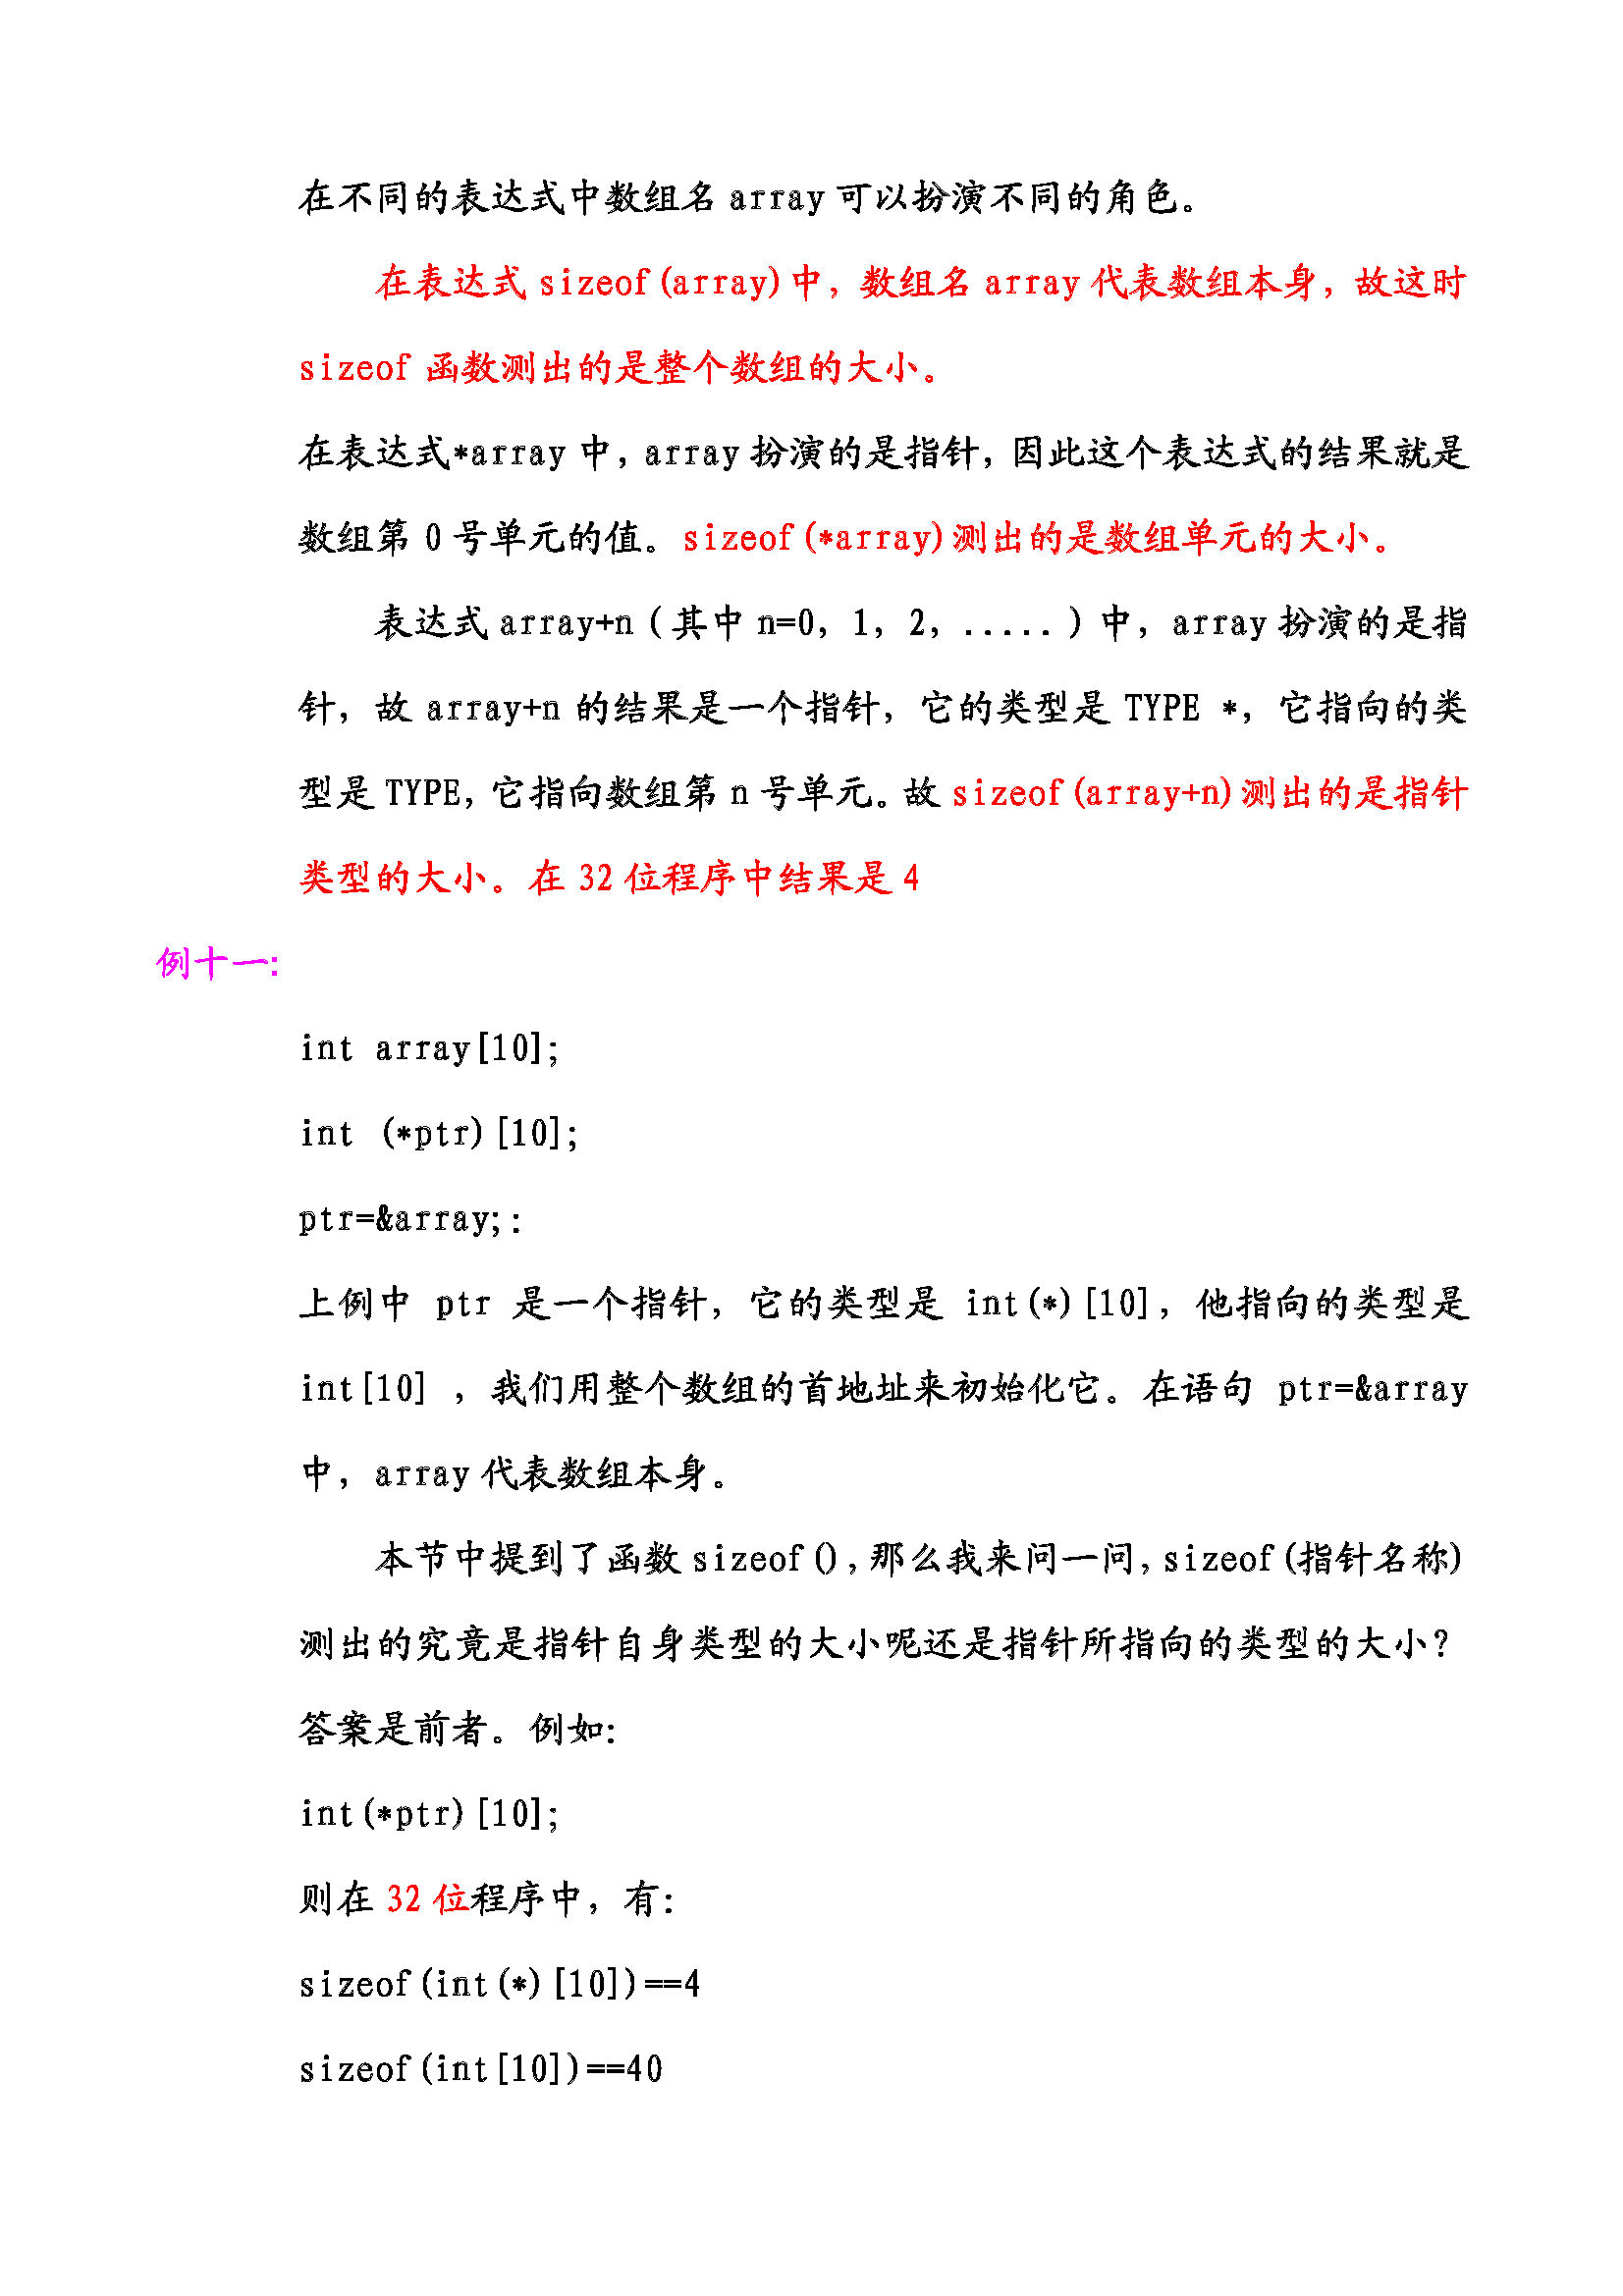 在不同的表达式中数组名 array 可以扮演不同的角色。
在表达式 sizeof(array)中，数组名 array 代表数组本身，故这时
sizeof 函数测出的是整个数组的大小。
在表达式*array 中，array 扮演的是指针，因此这个表达式的结果就是
数组第 0 号单元的值。sizeof(*array)测出的是数组单元的大小。
表达式 array+n（其中 n=0，1，2，.....）中，array 扮演的是指
针，故 array+n 的结果是一个指针，它的类型是 TYPE *，它指向的类
型是 TYPE，它指向数组第 n 号单元。故 sizeof(array+n)测出的是指针
类型的大小。在 32 位程序中结果是 4
例十一：
int array[10];
int (*ptr)[10];
ptr=&array;:
上例中 ptr 是一个指针，它的类型是 int(*)[10]，他指向的类型是
int[10] ，我们用整个数组的首地址来初始化它。在语句 ptr=&array
中，array 代表数组本身。
本节中提到了函数 sizeof()，那么我来问一问，sizeof(指针名称)
测出的究竟是指针自身类型的大小呢还是指针所指向的类型的大小？
答案是前者。例如：
int(*ptr)[10];
则在 32 位程序中，有：
sizeof(int(*)[10])==4
sizeof(int[10])==40